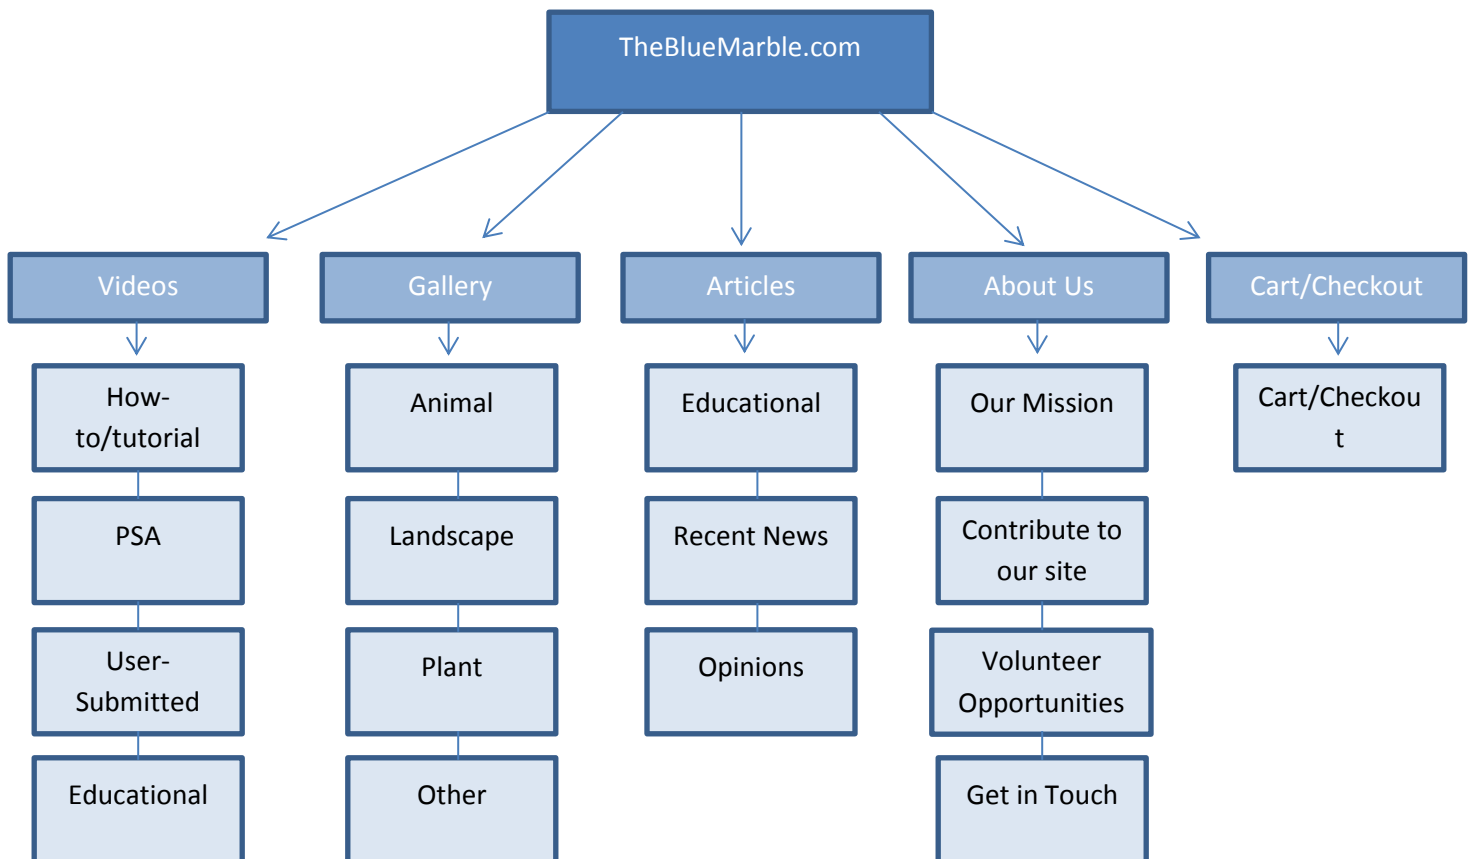 TheBlueMarble.com
Videos
Gallery
Articles
About Us
Cart/Checkout
How-
to/tutorial
Animal
Educational
Our Mission
Cart/Checkou
t
PSA
Landscape
Recent News
Contribute to
our site
User-
Submitted
Plant
Opinions
Volunteer
Opportunities
Educational
Other
Get in Touch